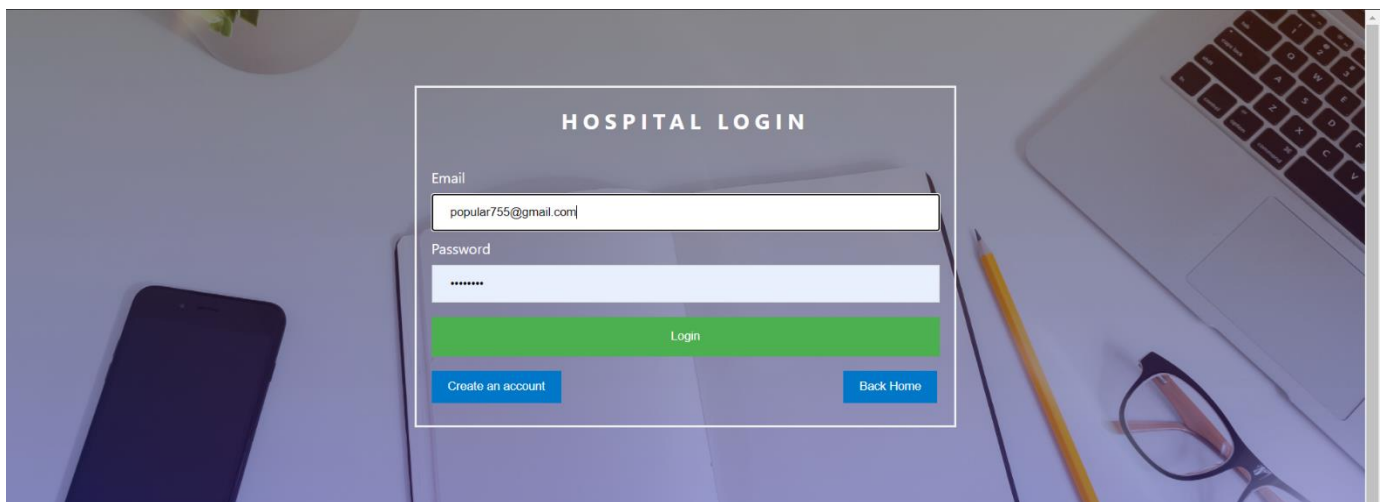 HOSPITAL LOGIN
Email
popular755@gmail.com
Password
••••••••
Login
Create an account
Back Home